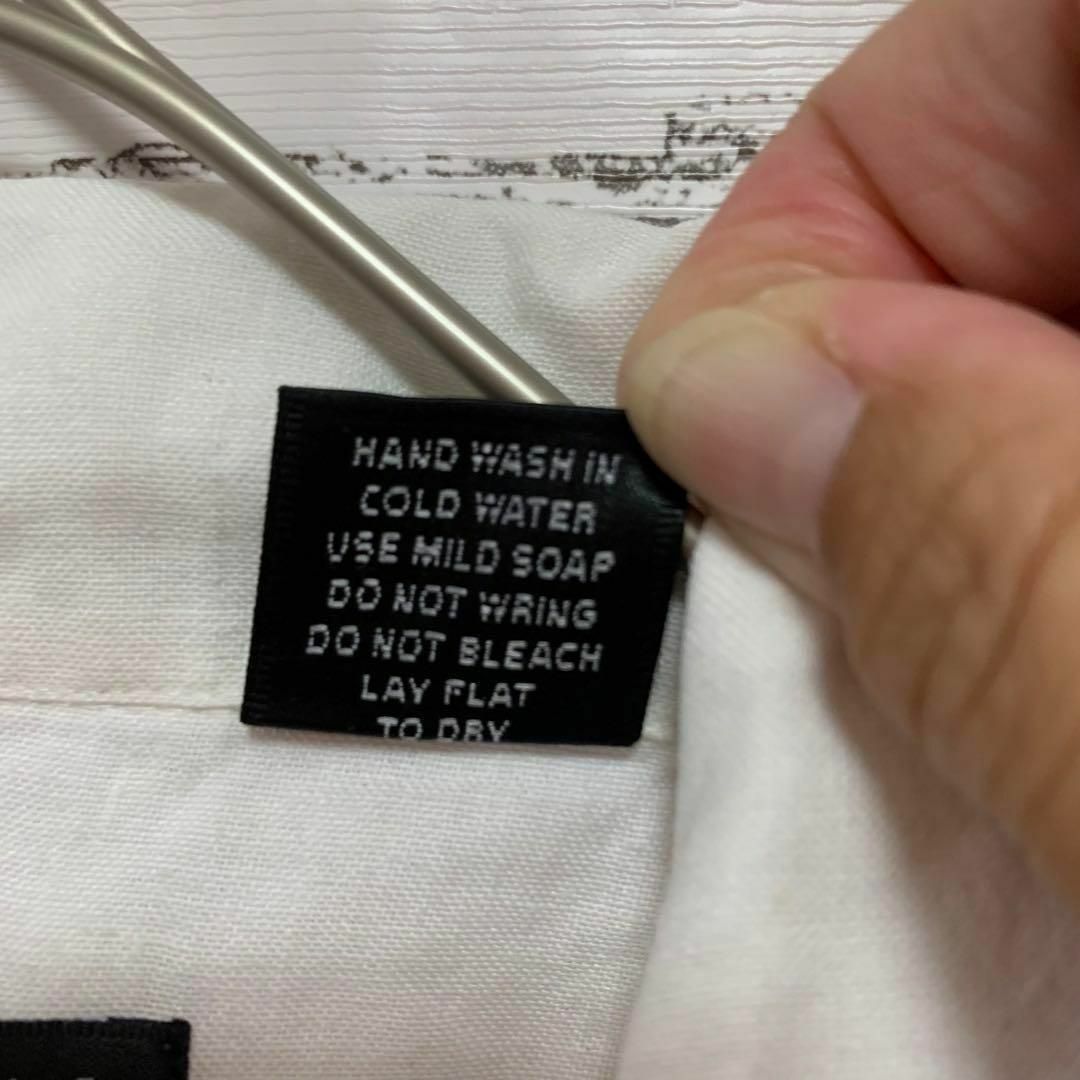 HAND WASH IN
COLD WATER
USE MILD SOAP
DO NOT WRING
DO NOT BLEACH
LAY FLAT
TO DRY